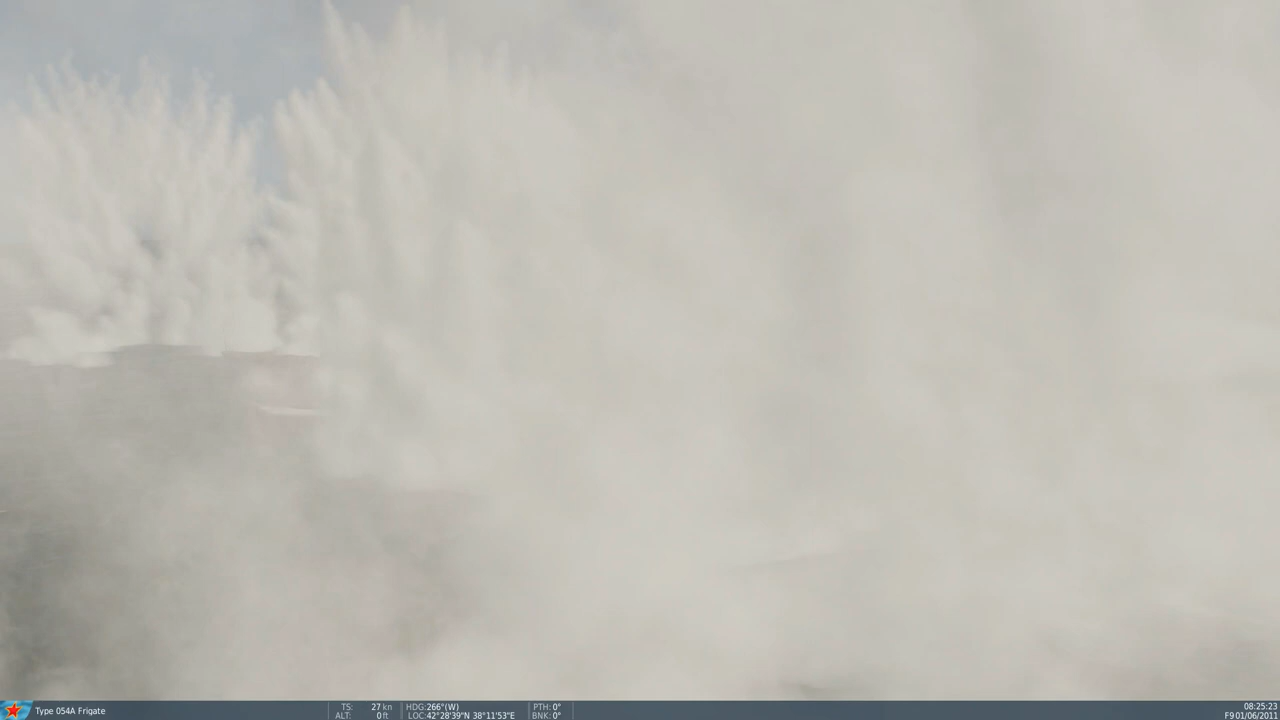 Type 054A Frigate
TS: 27 kn
ALT: 0 ft
HDG: 266°(W)
LOC: 42°28'39"N 38°11'53"E
PTH: 0°
BNK: 0°
08:25:23
F9 01/06/2011